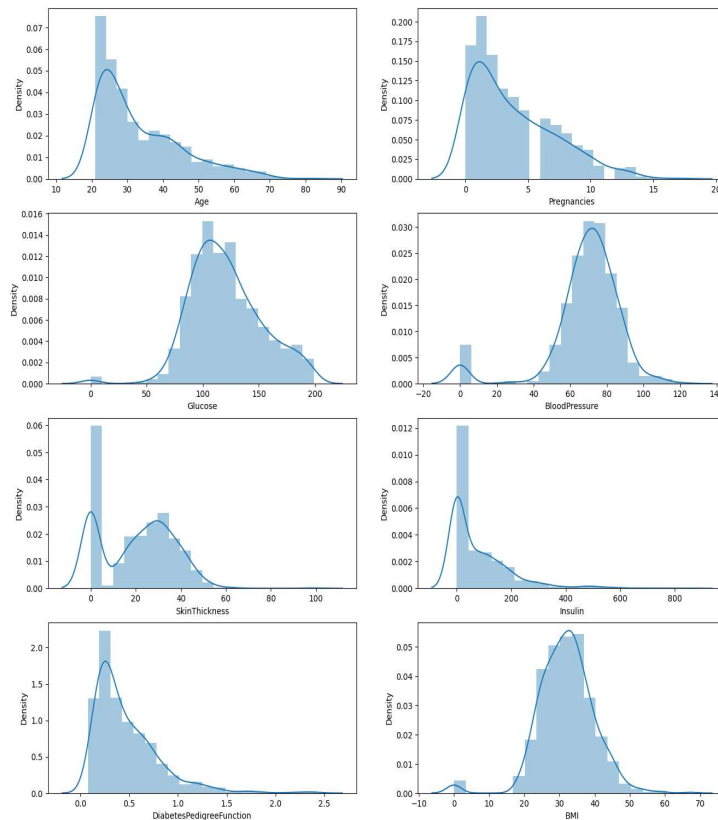 0.07
0.06
0.05
0.04
0.03
0.02
0.01
0.00
Density
10 20 30 40 50 60 70 80 90
Age
0.200
0.175
0.150
0.125
0.100
0.075
0.050
0.025
0.000
Density
0 5 10 15 20
Pregnancies
0.016
0.014
0.012
0.010
0.008
0.006
0.004
0.002
0.000
Density
0 50 100 150 200
Glucose
0.030
0.025
0.020
0.015
0.010
0.005
0.000
Density
−20 0 20 40 60 80 100 120 140
BloodPressure
0.06
0.05
0.04
0.03
0.02
0.01
0.00
Density
0 20 40 60 80 100
SkinThickness
0.012
0.010
0.008
0.006
0.004
0.002
0.000
Density
0 200 400 600 800
Insulin
2.0
1.5
1.0
0.5
0.0
Density
0.0 0.5 1.0 1.5 2.0 2.5
DiabetesPedigreeFunction
0.05
0.04
0.03
0.02
0.01
0.00
Density
−10 0 10 20 30 40 50 60 70
BMI